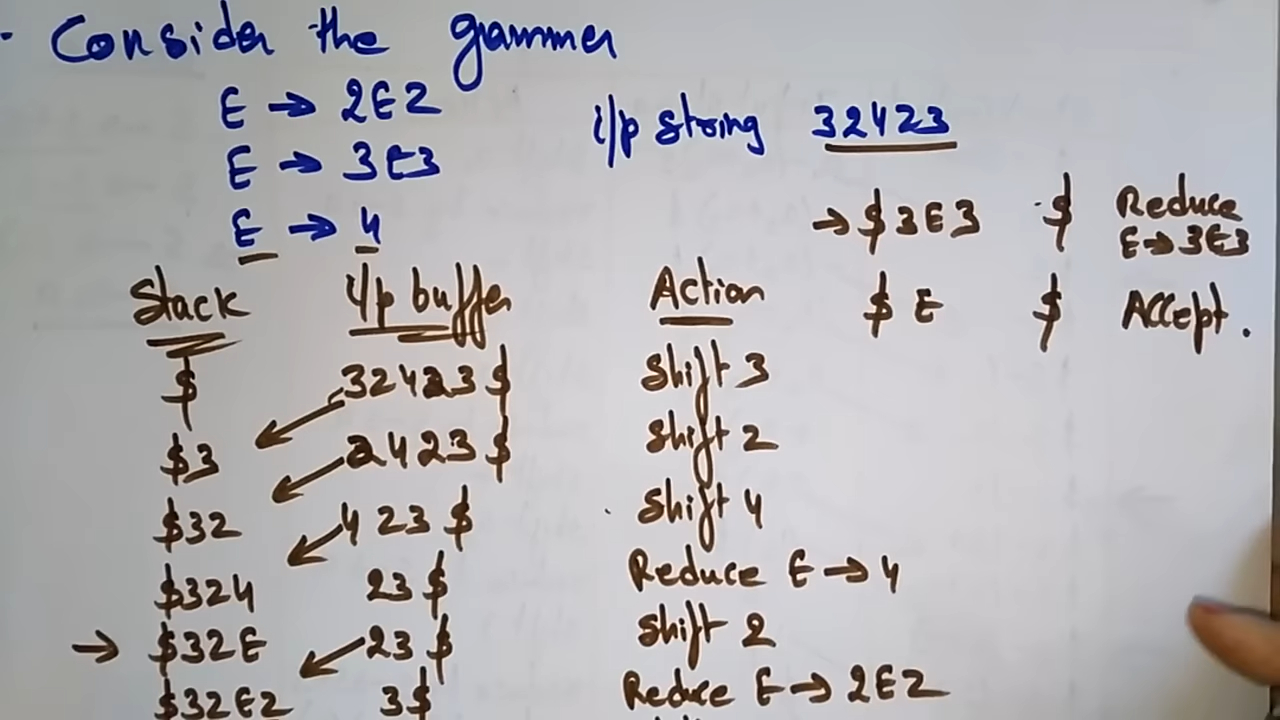 Consider the grammer
E → 2E2
E → 3E3
E → 4
i/p string 32423
→ $3E3 $ Reduce E→3E3
$ E $ Accept.
Stack i/p buffer Action
$ 32423$ Shift 3
$3 2423$ Shift 2
$32 423$ Shift 4
$324 23$ Reduce E→4
→ $32E 23$ Shift 2
$32E2 3$ Reduce E→2E2